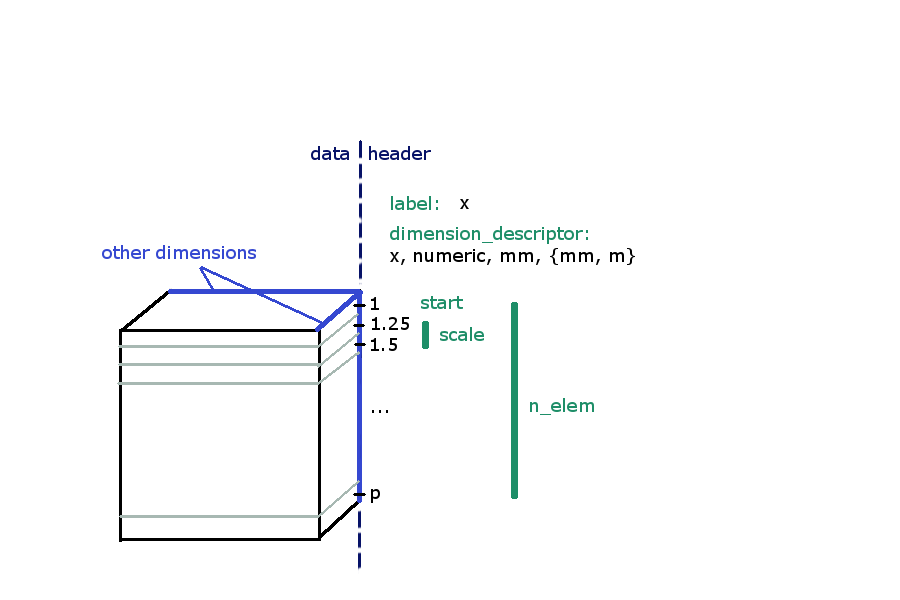 data header
label: x
dimension_descriptor:
x, numeric, mm, {mm, m}
other dimensions
1 start
1.25
scale
1.5
...
n_elem
p